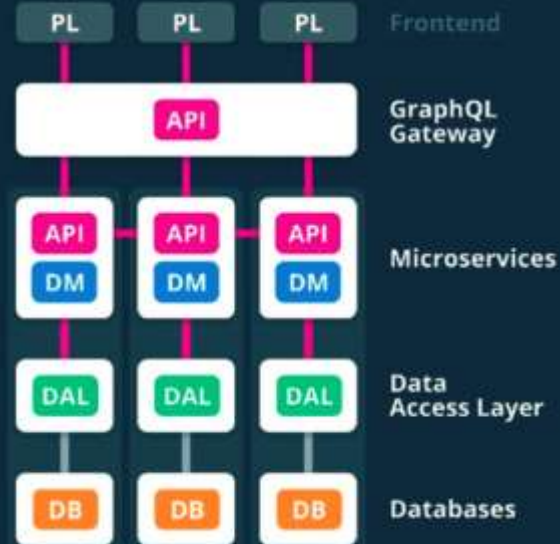 PL PL PL Frontend
API GraphQL
Gateway
API API API
DM DM DM
Microservices
DAL DAL DAL
Data
Access Layer
DB DB DB Databases